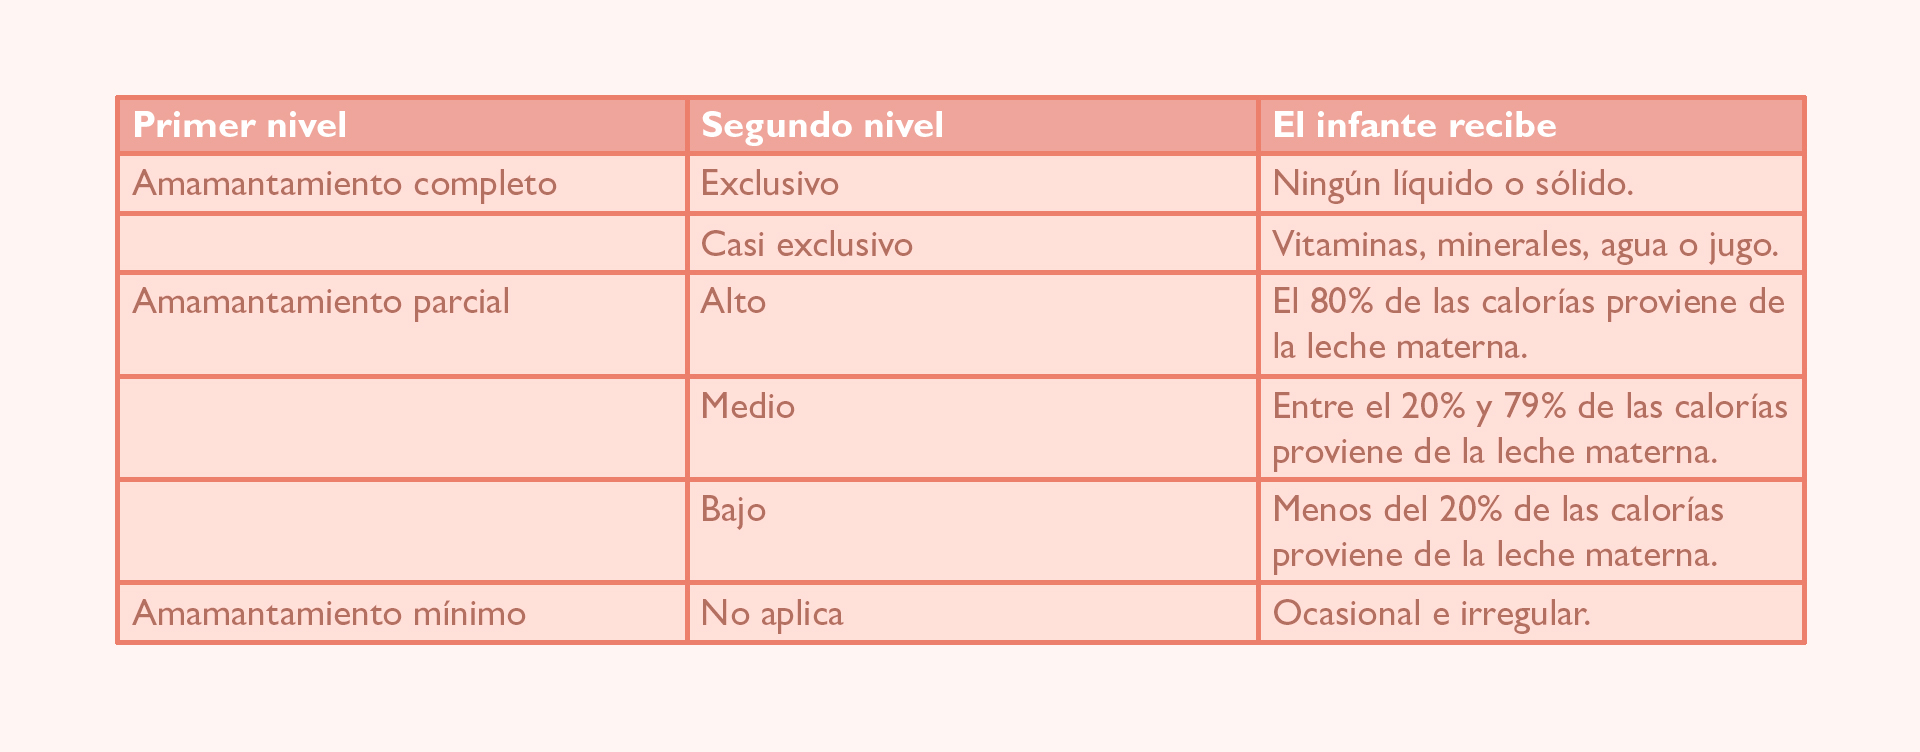 Primer nivel Segundo nivel El infante recibe
Amamantamiento completo Exclusivo Ningún líquido o sólido.
Casi exclusivo Vitaminas, minerales, agua o jugo.
Amamantamiento parcial Alto El 80% de las calorías proviene de
la leche materna.
Medio Entre el 20% y 79% de las calorías
proviene de la leche materna.
Bajo Menos del 20% de las calorías
proviene de la leche materna.
Amamantamiento mínimo No aplica Ocasional e irregular.